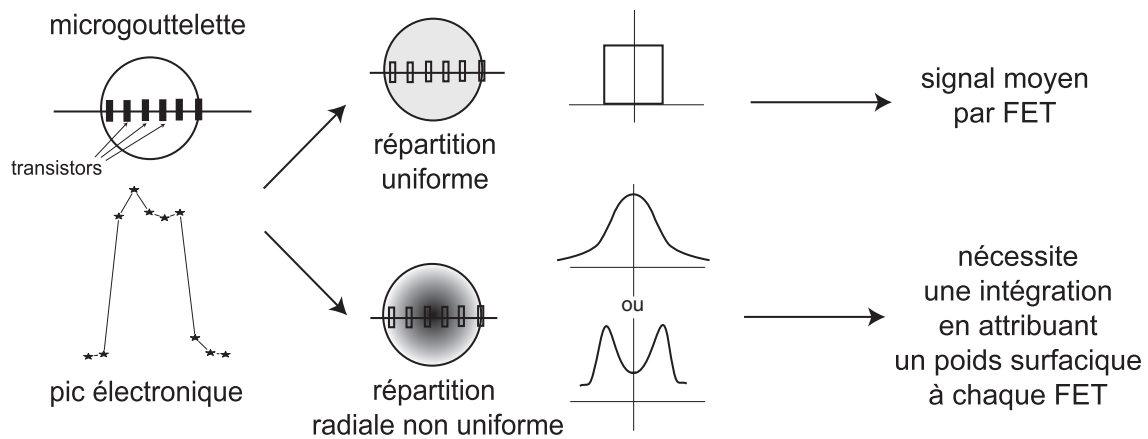 microgouttelette
transistors
pic électronique
répartition
uniforme
répartition
radiale non uniforme
ou
signal moyen
par FET
nécessite
une intégration
en attribuant
un poids surfacique
à chaque FET